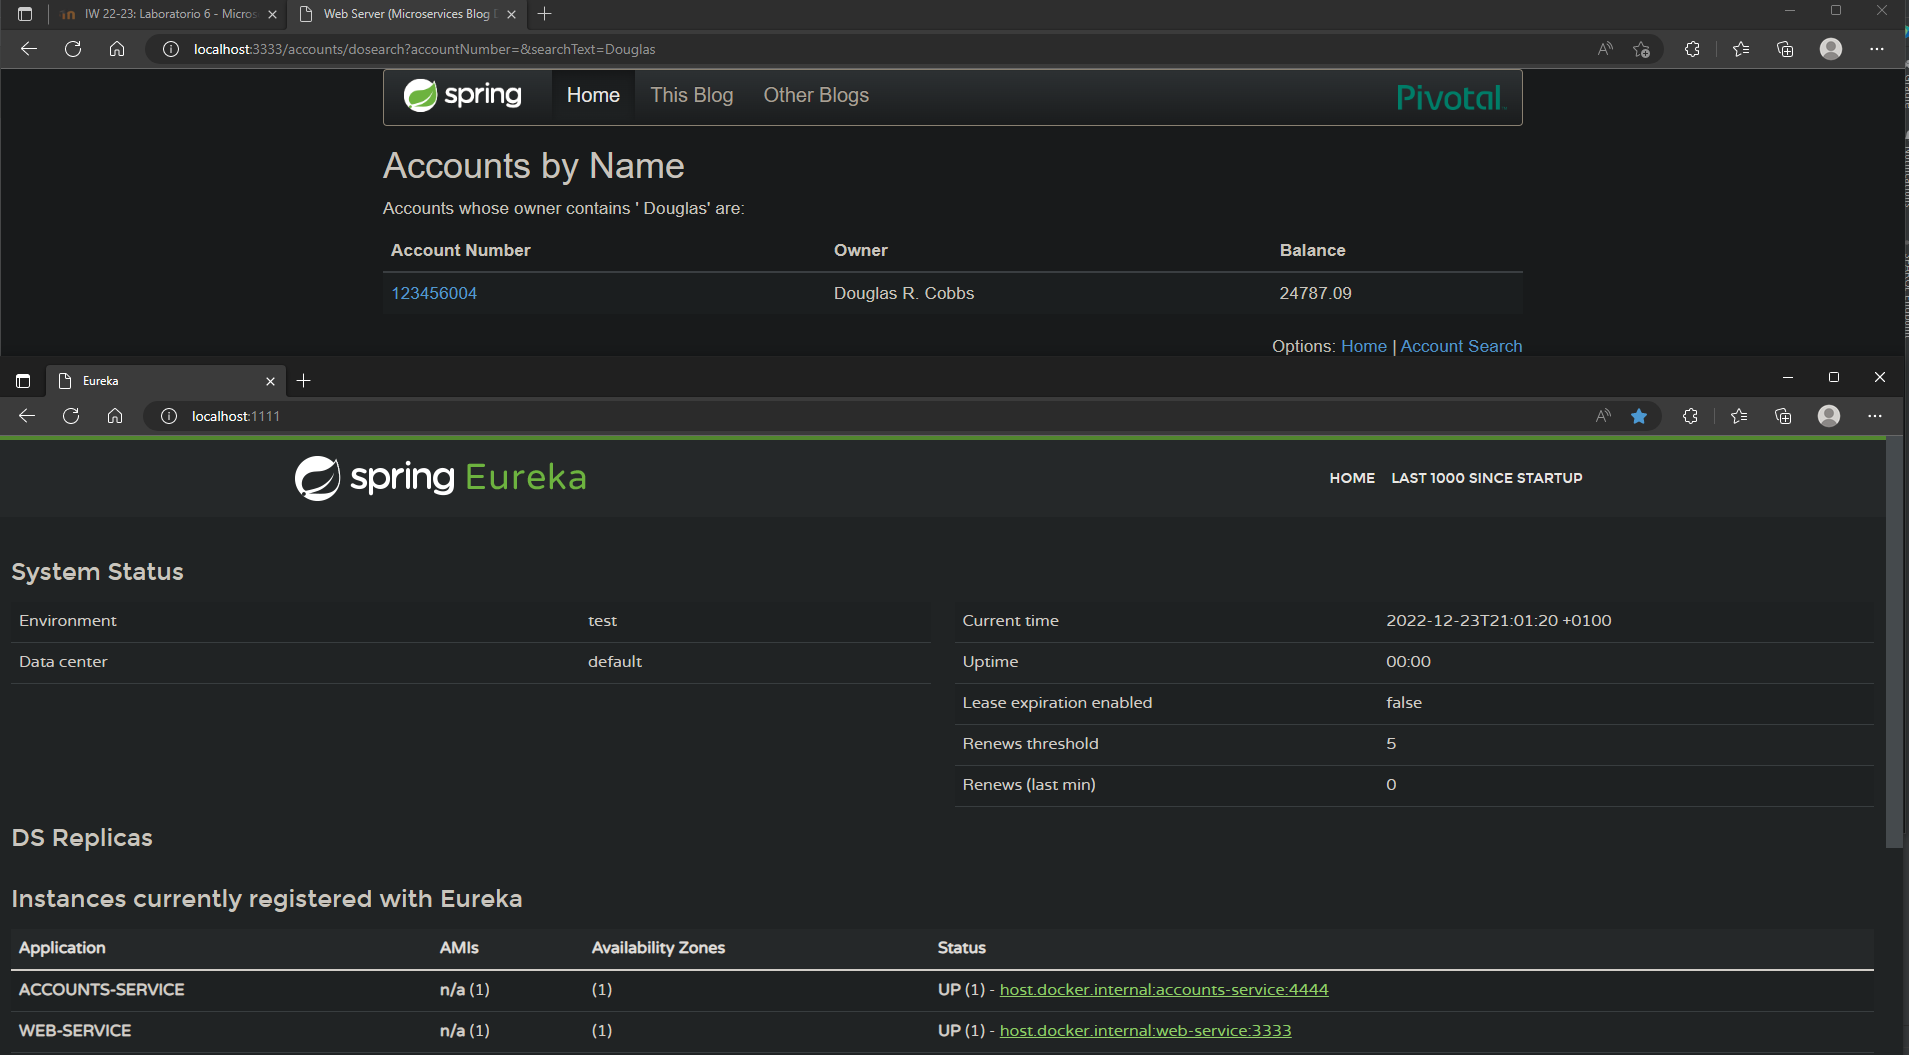 IW 22-23: Laboratorio 6 - Micros
Web Server (Microservices Blog D
localhost:3333/accounts/dosearch?accountNumber=&searchText=Douglas
spring Home This Blog Other Blogs Pivotal
Accounts by Name
Accounts whose owner contains ' Douglas' are:
Account Number Owner Balance
123456004 Douglas R. Cobbs 24787.09
Options: Home | Account Search
Eureka
localhost:1111
spring Eureka HOME LAST 1000 SINCE STARTUP
System Status
Environment test
Data center default
Current time 2022-12-23T21:01:20 +0100
Uptime 00:00
Lease expiration enabled false
Renews threshold 5
Renews (last min) 0
DS Replicas
Instances currently registered with Eureka
Application AMIs Availability Zones Status
ACCOUNTS-SERVICE n/a (1) (1) UP (1) - host.docker.internal:accounts-service:4444
WEB-SERVICE n/a (1) (1) UP (1) - host.docker.internal:web-service:3333